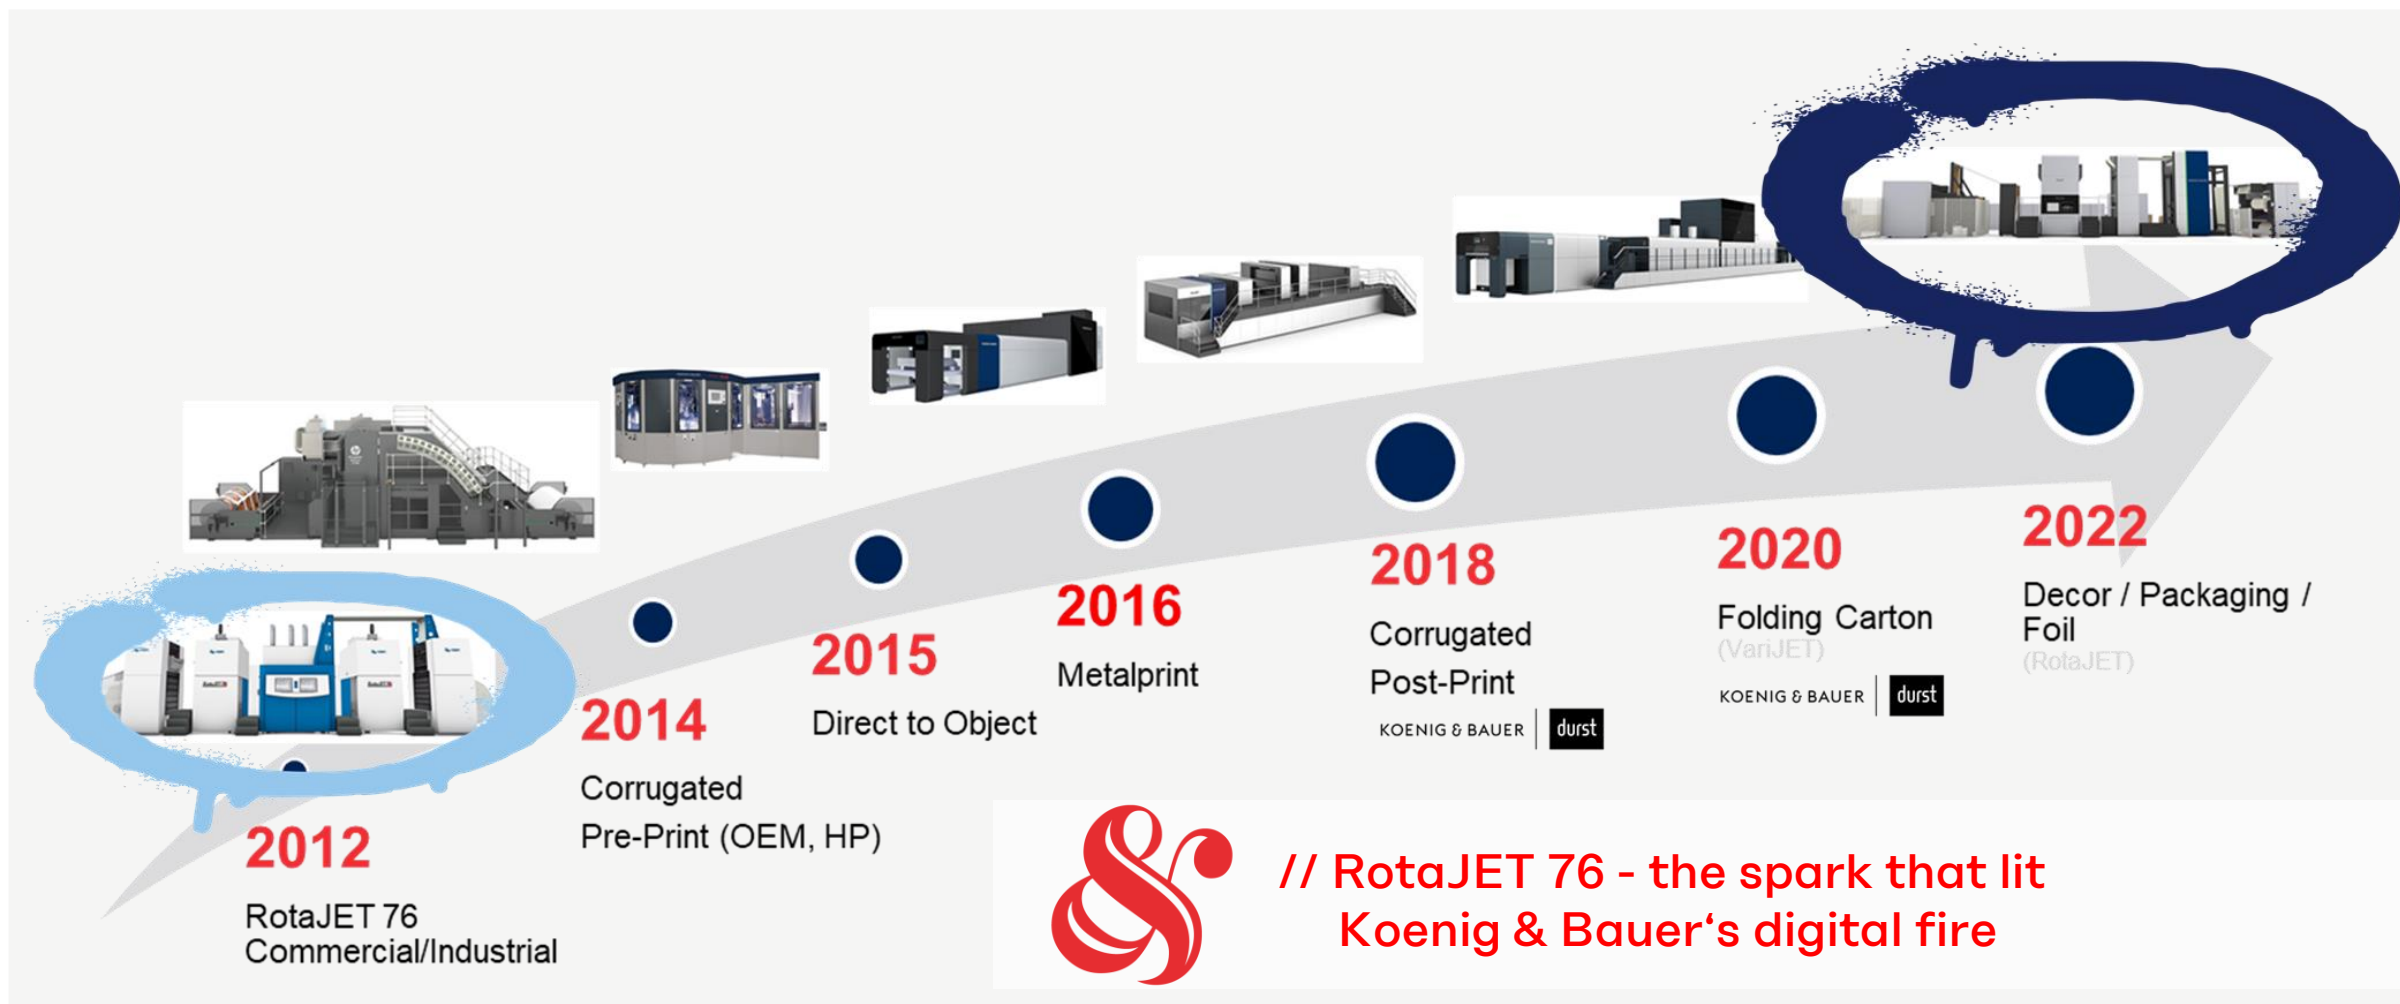 2012
RotaJET 76
Commercial/Industrial
2014
Corrugated
Pre-Print (OEM, HP)
2015
Direct to Object
2016
Metalprint
2018
Corrugated
Post-Print
KOENIG & BAUER
durst
2020
Folding Carton
(VariJET)
KOENIG & BAUER
durst
2022
Decor / Packaging /
Foil
(RotaJET)
&
// RotaJET 76 - the spark that lit
Koenig & Bauer‘s digital fire